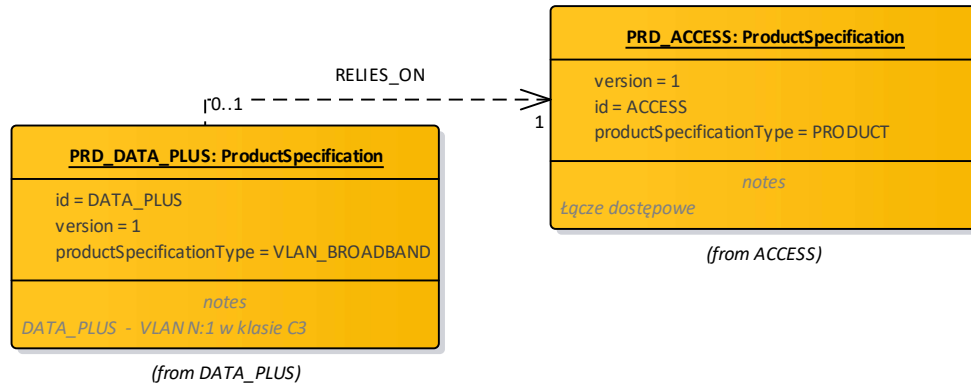 PRD_ACCESS: ProductSpecification
version = 1
id = ACCESS
productSpecificationType = PRODUCT
notes
Łącze dostępowe
(from ACCESS)
RELIES_ON
0..1
1
PRD_DATA_PLUS: ProductSpecification
id = DATA_PLUS
version = 1
productSpecificationType = VLAN_BROADBAND
notes
DATA_PLUS - VLAN N:1 w klasie C3
(from DATA_PLUS)